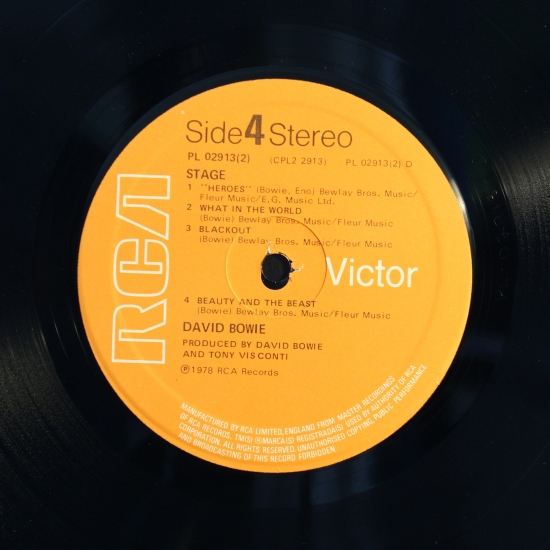 Side 4 Stereo
PL 02913(2) (CPL2 2913) PL 02913(2) D
STAGE
1 "HEROES" (Bowie, Eno) Bewlay Bros. Music/
Fleur Music/E.G. Music Ltd.
2 WHAT IN THE WORLD
(Bowie) Bewlay Bros. Music/Fleur Music
3 BLACKOUT
(Bowie) Bewlay Bros. Music/Fleur Music
RCA
Victor
4 BEAUTY AND THE BEAST
(Bowie) Bewlay Bros. Music/Fleur Music
DAVID BOWIE
PRODUCED BY DAVID BOWIE
AND TONY VISCONTI
Ⓟ 1978 RCA Records
MANUFACTURED BY RCA LIMITED, ENGLAND FROM MASTER RECORDINGS
OF RCA RECORDS. TM(S) ® MARCA(S) REGISTRADA(S) USED BY AUTHORITY OF RCA
CORPORATION. ALL RIGHTS RESERVED. UNAUTHORISED COPYING, PUBLIC PERFORMANCE
AND BROADCASTING OF THIS RECORD FORBIDDEN